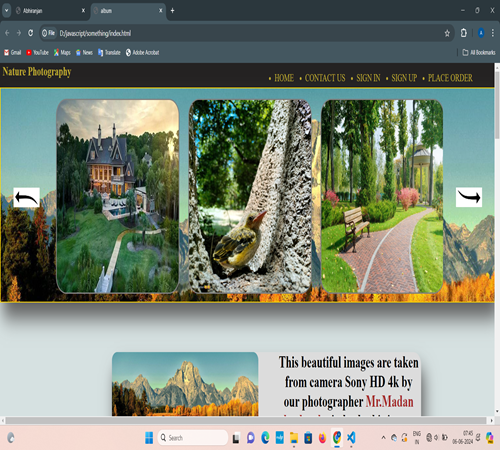 Abhiranjan
album
File D:/javascript/something/index.html
Gmail YouTube Maps News Translate Adobe Acrobat All Bookmarks
Nature Photography
• HOME • CONTACT US • SIGN IN • SIGN UP • PLACE ORDER
This beautiful images are taken
from camera Sony HD 4k by
our photographer Mr.Madan
Search
ENG
IN
07:45
06-06-2024